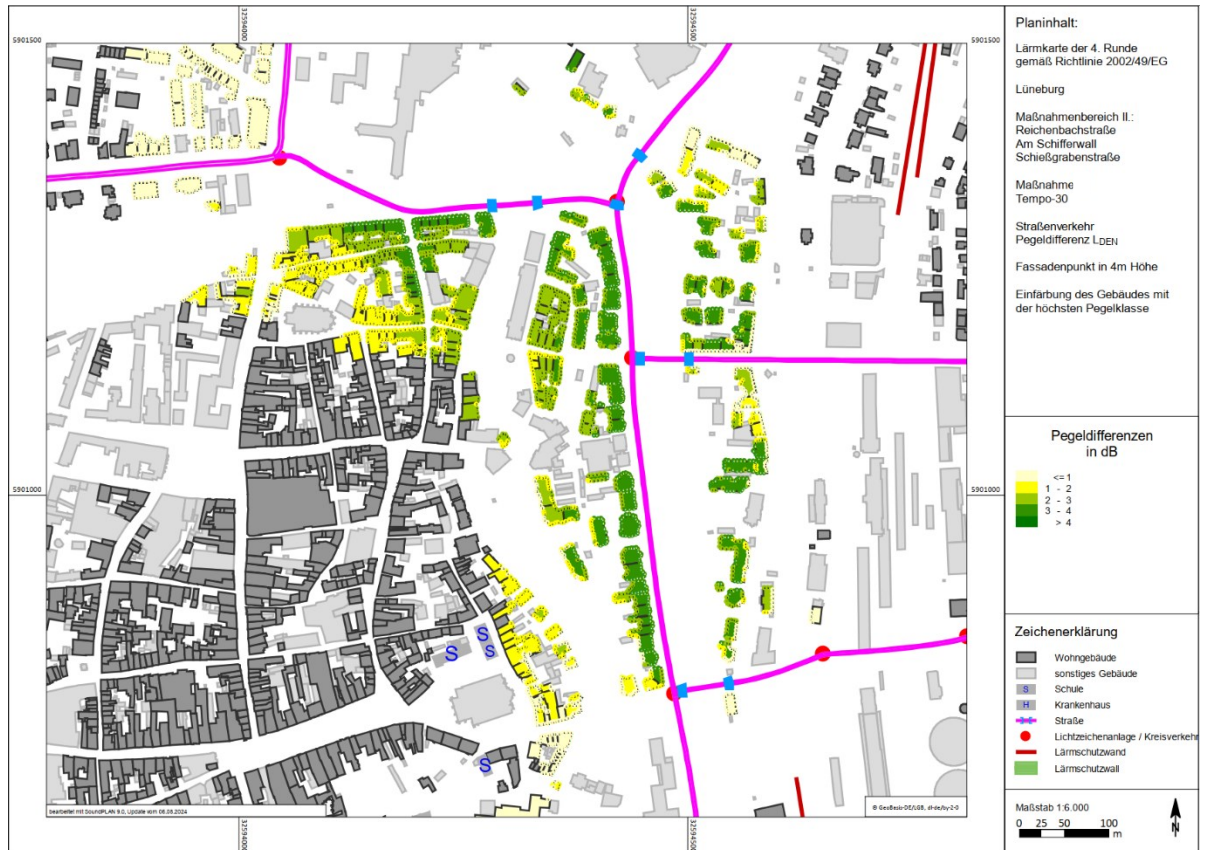 32594000
32594500
5901500
5901500
Planinhalt:
Lärmkarte der 4. Runde
gemäß Richtlinie 2002/49/EG
Lüneburg
Maßnahmenbereich II.:
Reichenbachstraße
Am Schifferwall
Schießgrabenstraße
Maßnahme
Tempo-30
Straßenverkehr
Pegeldifferenz LDEN
Fassadenpunkt in 4m Höhe
Einfärbung des Gebäudes mit
der höchsten Pegelklasse
Pegeldifferenzen
in dB
<= 1
1 - 2
2 - 3
3 - 4
> 4
5901000
5901000
S
S
S
S
Zeichenerklärung
Wohngebäude
sonstiges Gebäude
S Schule
H Krankenhaus
Straße
Lichtzeichenanlage / Kreisverkehr
Lärmschutzwand
Lärmschutzwall
Maßstab 1:6.000
0 25 50 100
m
N
bearbeitet mit SoundPLAN 9.0, Update vom 06.05.2024
© GeoBasis-DE/LGB, dl-de/by-2-0
32594000
32594500